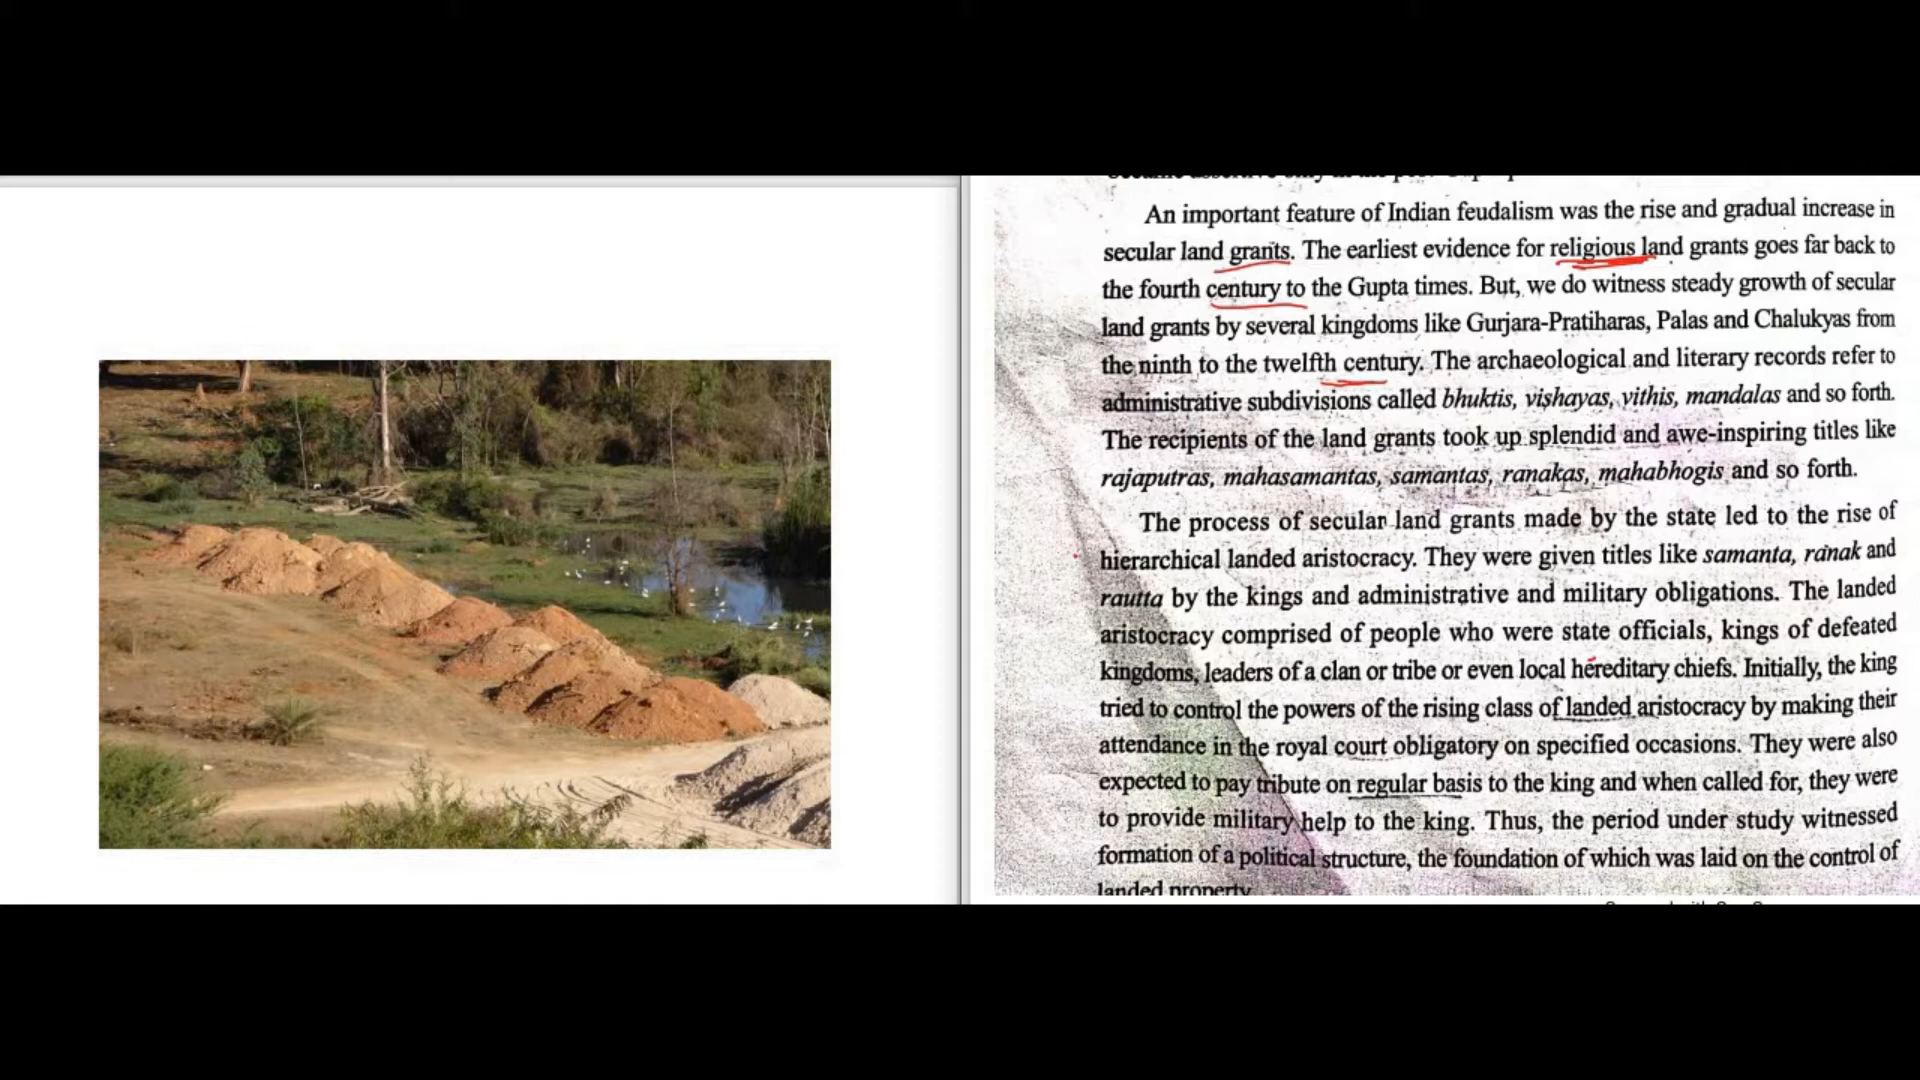 An important feature of Indian feudalism was the rise and gradual increase in
secular land grants. The earliest evidence for religious land grants goes far back to
the fourth century to the Gupta times. But, we do witness steady growth of secular
land grants by several kingdoms like Gurjara-Pratiharas, Palas and Chalukyas from
the ninth to the twelfth century. The archaeological and literary records refer to
administrative subdivisions called bhuktis, vishayas, vithis, mandalas and so forth.
The recipients of the land grants took up splendid and awe-inspiring titles like
rajaputras, mahasamantas, samantas, ranakas, mahabhogis and so forth.
The process of secular land grants made by the state led to the rise of
hierarchical landed aristocracy. They were given titles like samanta, ranak and
rautta by the kings and administrative and military obligations. The landed
aristocracy comprised of people who were state officials, kings of defeated
kingdoms, leaders of a clan or tribe or even local hereditary chiefs. Initially, the king
tried to control the powers of the rising class of landed aristocracy by making their
attendance in the royal court obligatory on specified occasions. They were also
expected to pay tribute on regular basis to the king and when called for, they were
to provide military help to the king. Thus, the period under study witnessed
formation of a political structure, the foundation of which was laid on the control of
landed property